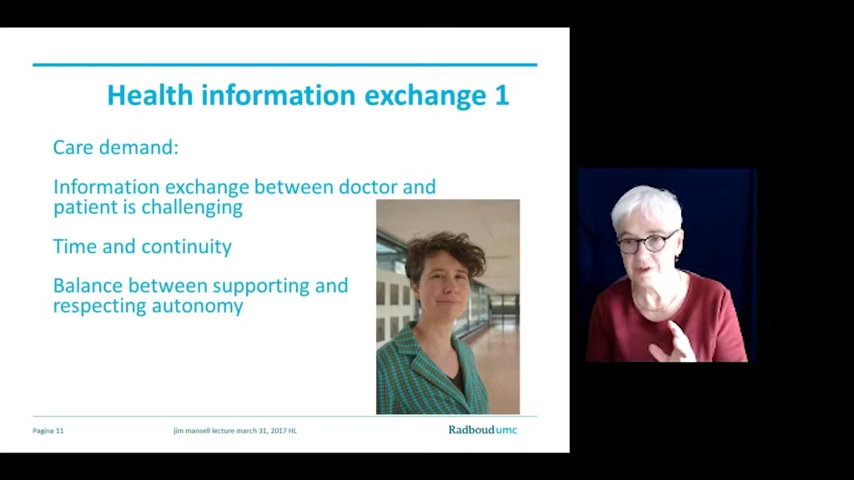 Health information exchange 1
Care demand:
Information exchange between doctor and
patient is challenging
Time and continuity
Balance between supporting and
respecting autonomy
Pagina 11
jim mansell lecture march 31, 2017 HL
Radboudumc